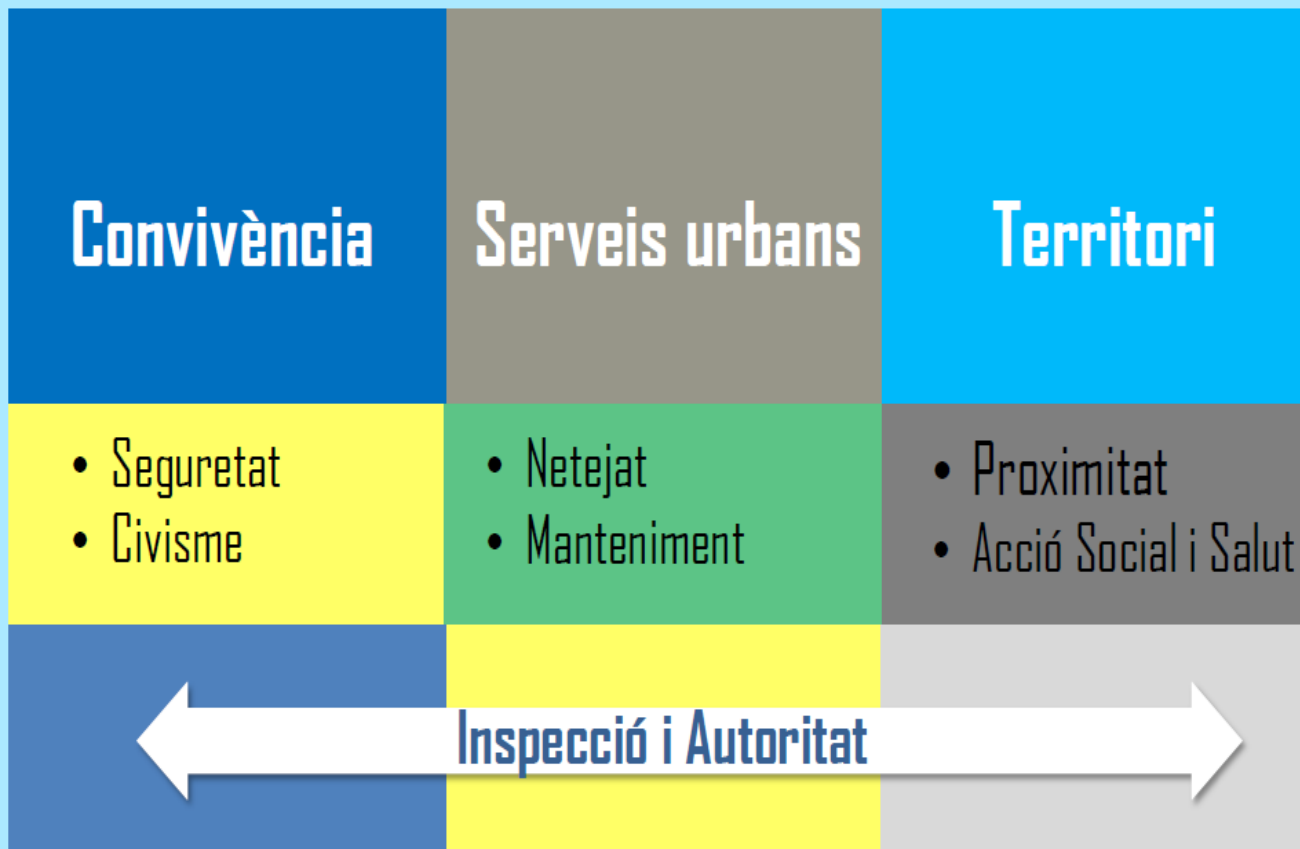 Convivència
Serveis urbans
Territori
• Seguretat
• Civisme
• Netejat
• Manteniment
• Proximitat
• Acció Social i Salut
Inspecció i Autoritat